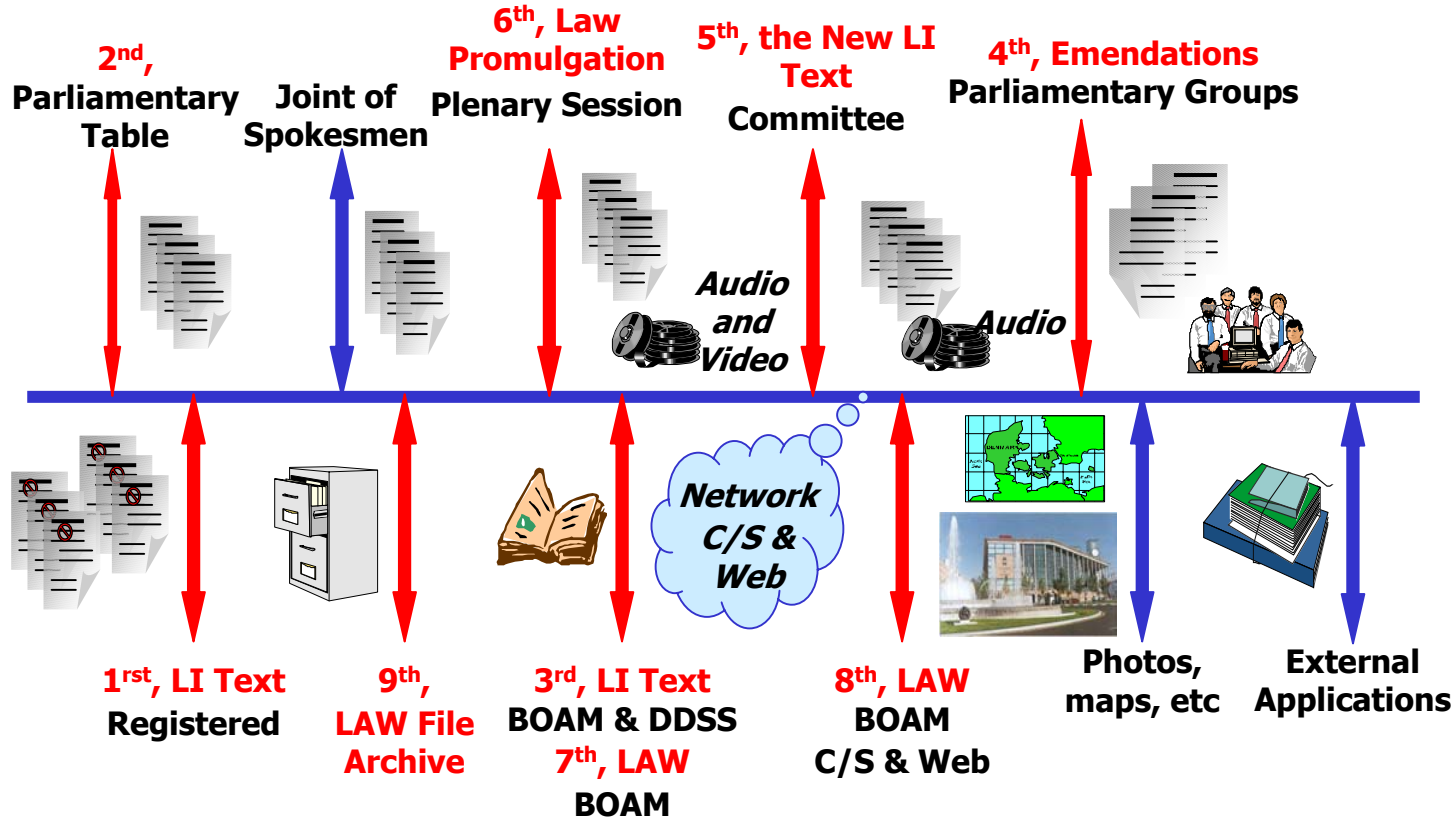 2nd,
Parliamentary
Table
Joint of
Spokesmen
6th, Law
Promulgation
Plenary Session
5th, the New LI
Text
Committee
4th, Emendations
Parliamentary Groups
Audio
and
Video
Audio
Network
C/S &
Web
1rst, LI Text
Registered
9th,
LAW File
Archive
3rd, LI Text
BOAM & DDSS
7th, LAW
BOAM
8th, LAW
BOAM
C/S & Web
Photos,
maps, etc
External
Applications